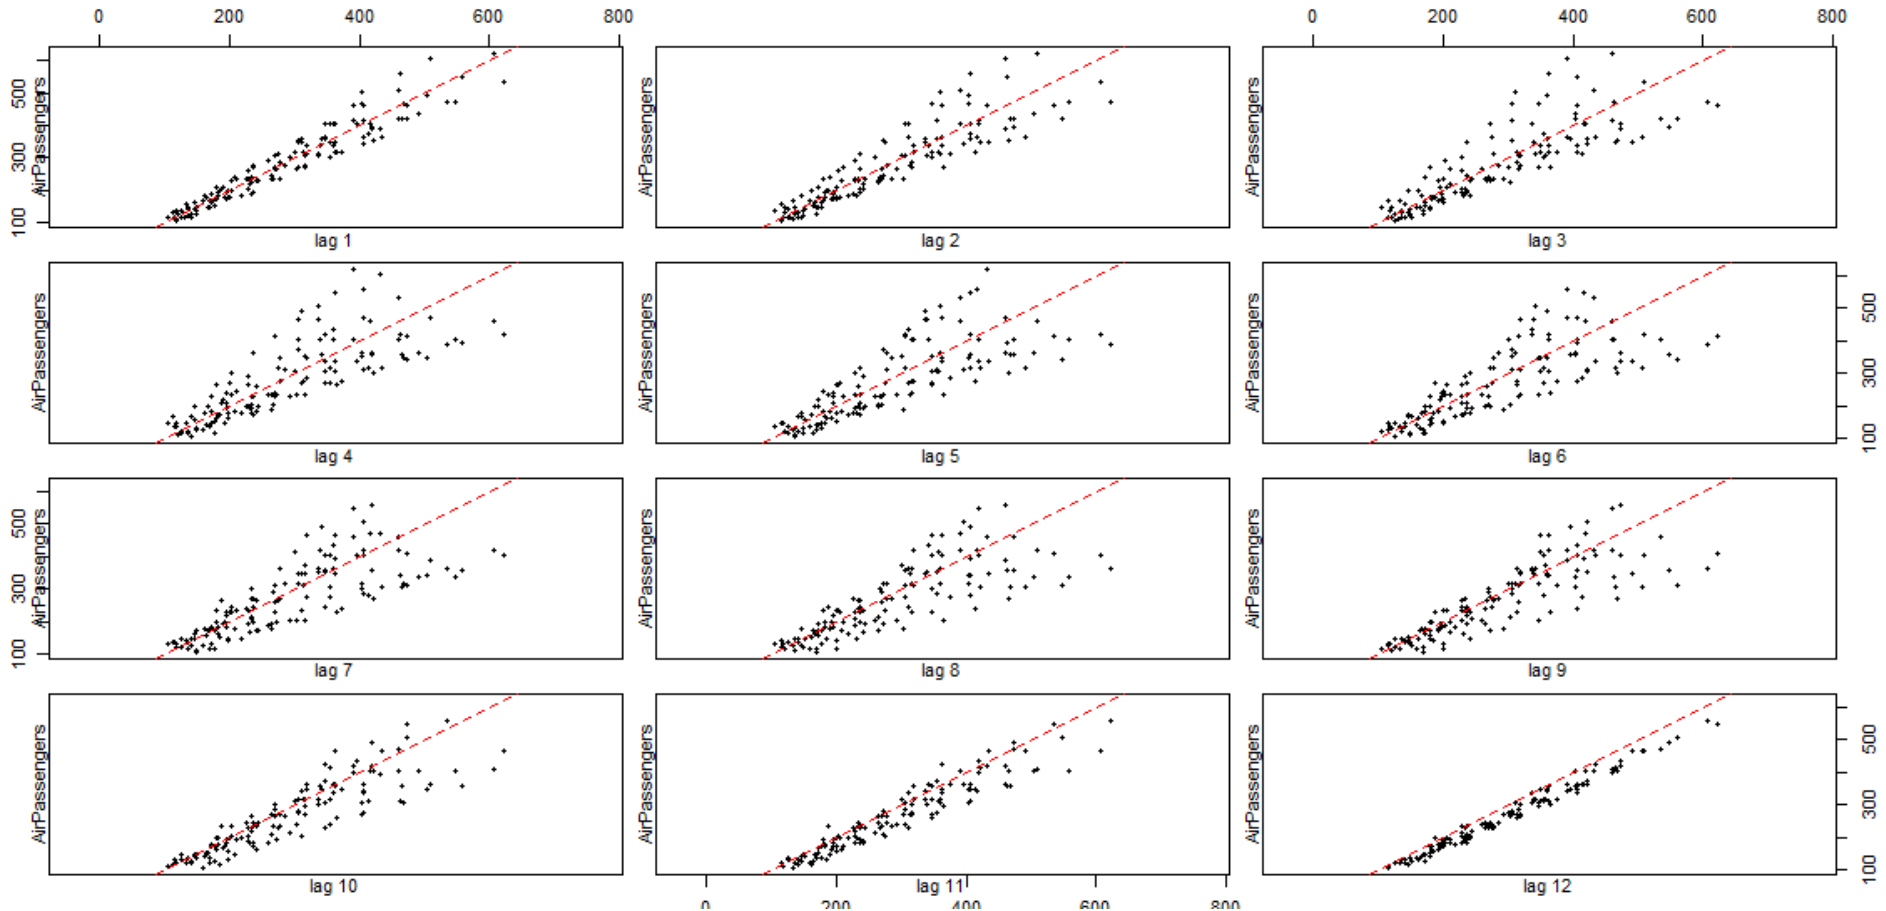 0 200 400 600 800 0 200 400 600 800
AirPassengers 100 300 500
AirPassengers
AirPassengers
lag 1 lag 2 lag 3
AirPassengers
AirPassengers
AirPassengers 100 300 500
lag 4 lag 5 lag 6
AirPassengers 100 300 500
AirPassengers
AirPassengers
lag 7 lag 8 lag 9
AirPassengers
AirPassengers
AirPassengers 100 300 500
lag 10 lag 11 lag 12
0 200 400 600 800